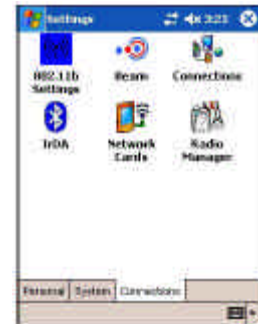 Settings 3:23
802.11b Settings
Beam
Connections
IrDA
Network Cards
Radio Manager
Personal System Connections